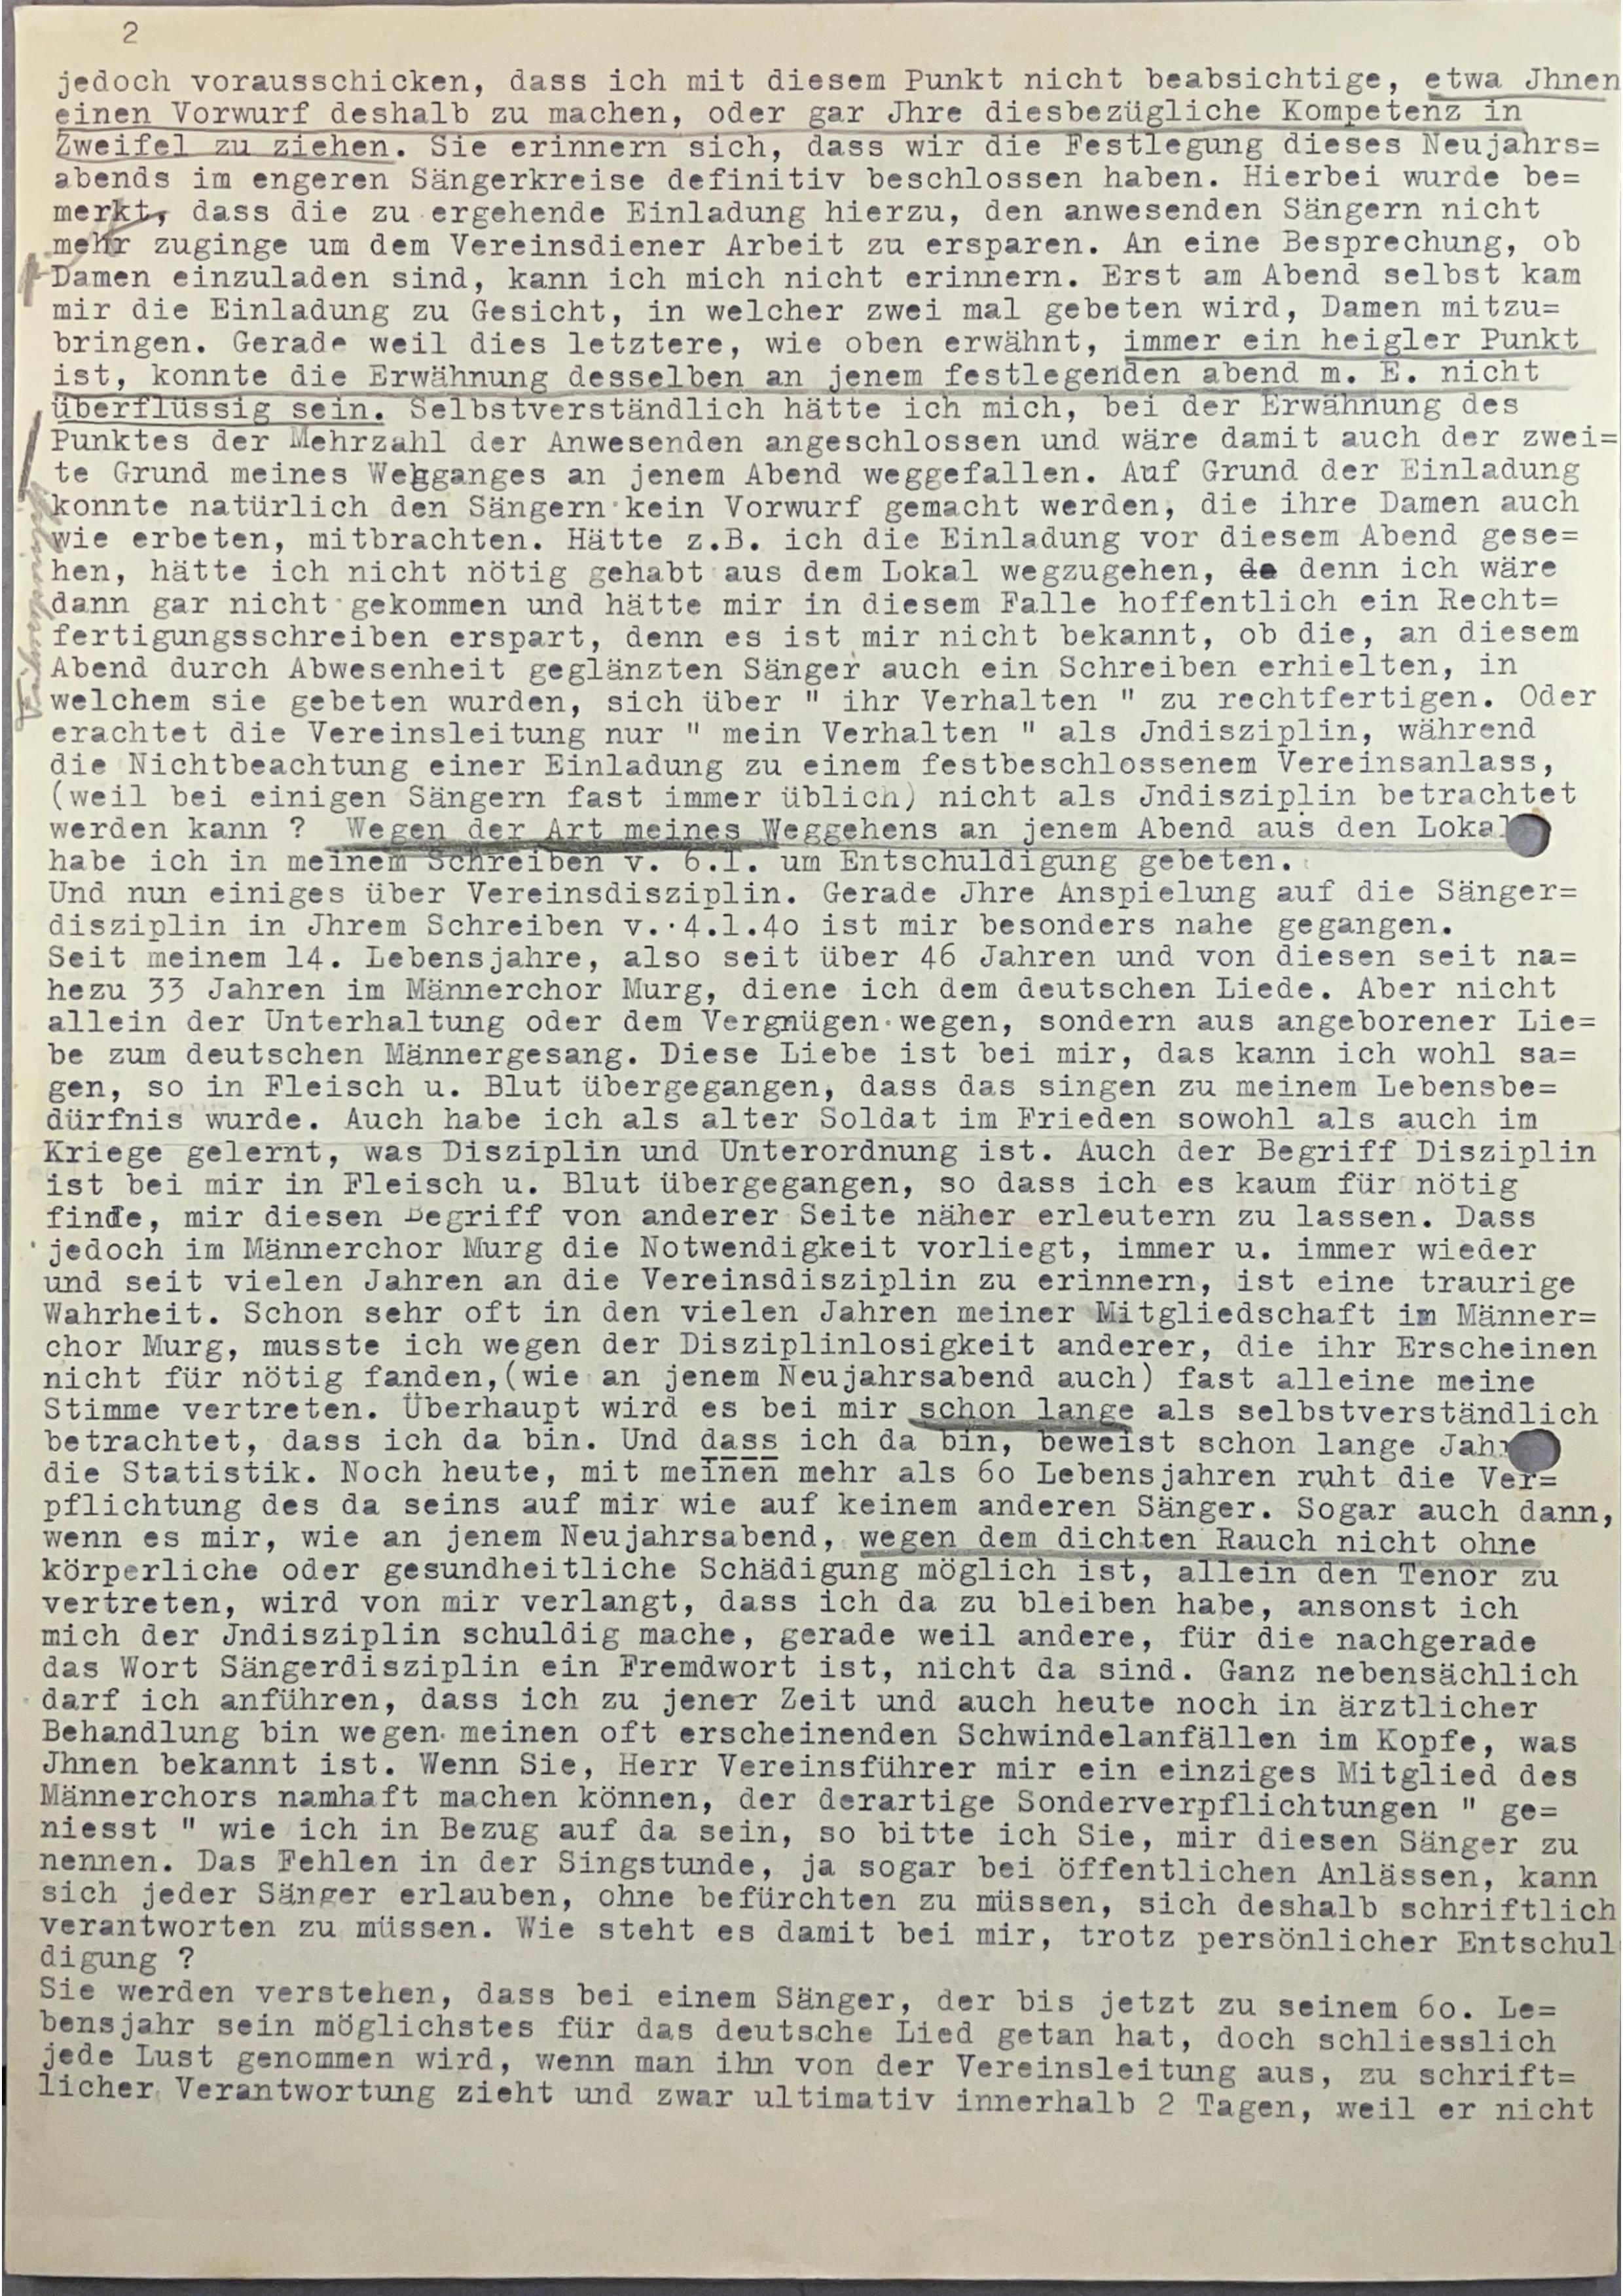 2
jedoch vorausschicken, dass ich mit diesem Punkt nicht beabsichtige, etwa Jhnen
einen Vorwurf deshalb zu machen, oder gar Jhre diesbezügliche Kompetenz in
Zweifel zu ziehen. Sie erinnern sich, dass wir die Festlegung dieses Neujahrs=
abends im engeren Sängerkreise definitiv beschlossen haben. Hierbei wurde be=
merkt, dass die zu ergehende Einladung hierzu, den anwesenden Sängern nicht
mehr zuginge um dem Vereinsdiener Arbeit zu ersparen. An eine Besprechung, ob
Damen einzuladen sind, kann ich mich nicht erinnern. Erst am Abend selbst kam
mir die Einladung zu Gesicht, in welcher zwei mal gebeten wird, Damen mitzu=
bringen. Gerade weil dies letztere, wie oben erwähnt, immer ein heigler Punkt
ist, konnte die Erwähnung desselben an jenem festlegenden abend m. E. nicht
überflüssig sein. Selbstverständlich hätte ich mich, bei der Erwähnung des
Punktes der Mehrzahl der Anwesenden angeschlossen und wäre damit auch der zwei=
te Grund meines Wegganges an jenem Abend weggefallen. Auf Grund der Einladung
konnte natürlich den Sängern kein Vorwurf gemacht werden, die ihre Damen auch
wie erbeten, mitbrachten. Hätte z.B. ich die Einladung vor diesem Abend gese=
hen, hätte ich nicht nötig gehabt aus dem Lokal wegzugehen, de denn ich wäre
dann gar nicht gekommen und hätte mir in diesem Falle hoffentlich ein Recht=
fertigungsschreiben erspart, denn es ist mir nicht bekannt, ob die, an diesem
Abend durch Abwesenheit geglänzten Sänger auch ein Schreiben erhielten, in
welchem sie gebeten wurden, sich über " ihr Verhalten " zu rechtfertigen. Oder
erachtet die Vereinsleitung nur " mein Verhalten " als Jndisziplin, während
die Nichtbeachtung einer Einladung zu einem festbeschlossenem Vereinsanlass,
(weil bei einigen Sängern fast immer üblich) nicht als Jndisziplin betrachtet
werden kann ? Wegen der Art meines Weggehens an jenem Abend aus den Lokal
habe ich in meinem Schreiben v. 6.1. um Entschuldigung gebeten.
Und nun einiges über Vereinsdisziplin. Gerade Jhre Anspielung auf die Sänger=
disziplin in Jhrem Schreiben v. 4.1.4o ist mir besonders nahe gegangen.
Seit meinem 14. Lebensjahre, also seit über 46 Jahren und von diesen seit na=
hezu 33 Jahren im Männerchor Murg, diene ich dem deutschen Liede. Aber nicht
allein der Unterhaltung oder dem Vergnügen wegen, sondern aus angeborener Lie=
be zum deutschen Männergesang. Diese Liebe ist bei mir, das kann ich wohl sa=
gen, so in Fleisch u. Blut übergegangen, dass das singen zu meinem Lebensbe=
dürfnis wurde. Auch habe ich als alter Soldat im Frieden sowohl als auch im
Kriege gelernt, was Disziplin und Unterordnung ist. Auch der Begriff Disziplin
ist bei mir in Fleisch u. Blut übergegangen, so dass ich es kaum für nötig
finde, mir diesen Begriff von anderer Seite näher erleutern zu lassen. Dass
jedoch im Männerchor Murg die Notwendigkeit vorliegt, immer u. immer wieder
und seit vielen Jahren an die Vereinsdisziplin zu erinnern, ist eine traurige
Wahrheit. Schon sehr oft in den vielen Jahren meiner Mitgliedschaft im Männer=
chor Murg, musste ich wegen der Disziplinlosigkeit anderer, die ihr Erscheinen
nicht für nötig fanden,(wie an jenem Neujahrsabend auch) fast alleine meine
Stimme vertreten. Überhaupt wird es bei mir schon lange als selbstverständlich
betrachtet, dass ich da bin. Und dass ich da bin, beweist schon lange Jahr
die Statistik. Noch heute, mit meinen mehr als 6o Lebensjahren ruht die Ver=
pflichtung des da seins auf mir wie auf keinem anderen Sänger. Sogar auch dann,
wenn es mir, wie an jenem Neujahrsabend, wegen dem dichten Rauch nicht ohne
körperliche oder gesundheitliche Schädigung möglich ist, allein den Tenor zu
vertreten, wird von mir verlangt, dass ich da zu bleiben habe, ansonst ich
mich der Jndisziplin schuldig mache, gerade weil andere, für die nachgerade
das Wort Sängerdisziplin ein Fremdwort ist, nicht da sind. Ganz nebensächlich
darf ich anführen, dass ich zu jener Zeit und auch heute noch in ärztlicher
Behandlung bin wegen meinen oft erscheinenden Schwindelanfällen im Kopfe, was
Jhnen bekannt ist. Wenn Sie, Herr Vereinsführer mir ein einziges Mitglied des
Männerchors namhaft machen können, der derartige Sonderverpflichtungen " ge=
niesst " wie ich in Bezug auf da sein, so bitte ich Sie, mir diesen Sänger zu
nennen. Das Fehlen in der Singstunde, ja sogar bei öffentlichen Anlässen, kann
sich jeder Sänger erlauben, ohne befürchten zu müssen, sich deshalb schriftlich
verantworten zu müssen. Wie steht es damit bei mir, trotz persönlicher Entschul
digung ?
Sie werden verstehen, dass bei einem Sänger, der bis jetzt zu seinem 6o. Le=
bensjahr sein möglichstes für das deutsche Lied getan hat, doch schliesslich
jede Lust genommen wird, wenn man ihn von der Vereinsleitung aus, zu schrift=
licher Verantwortung zieht und zwar ultimativ innerhalb 2 Tagen, weil er nicht